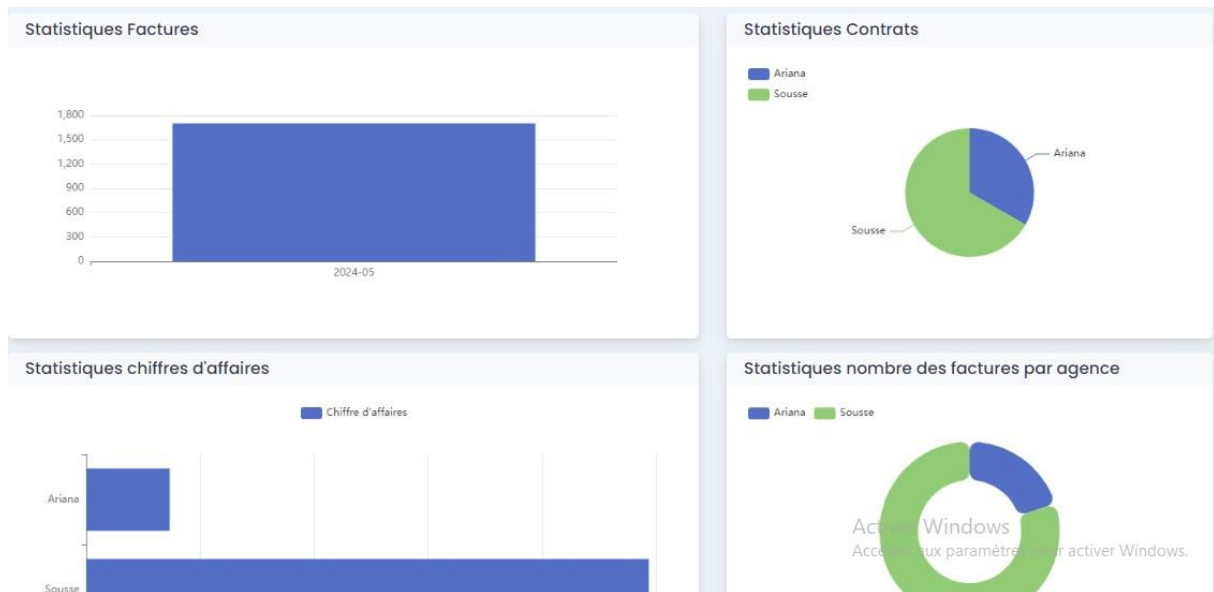 Statistiques Factures
1,800
1,500
1,200
900
600
300
0
2024-05
Statistiques Contrats
Ariana
Sousse
Ariana
Sousse
Statistiques chiffres d'affaires
Chiffre d'affaires
Ariana
Sousse
Statistiques nombre des factures par agence
Ariana Sousse
Activer Windows
Accédez aux paramètres pour activer Windows.